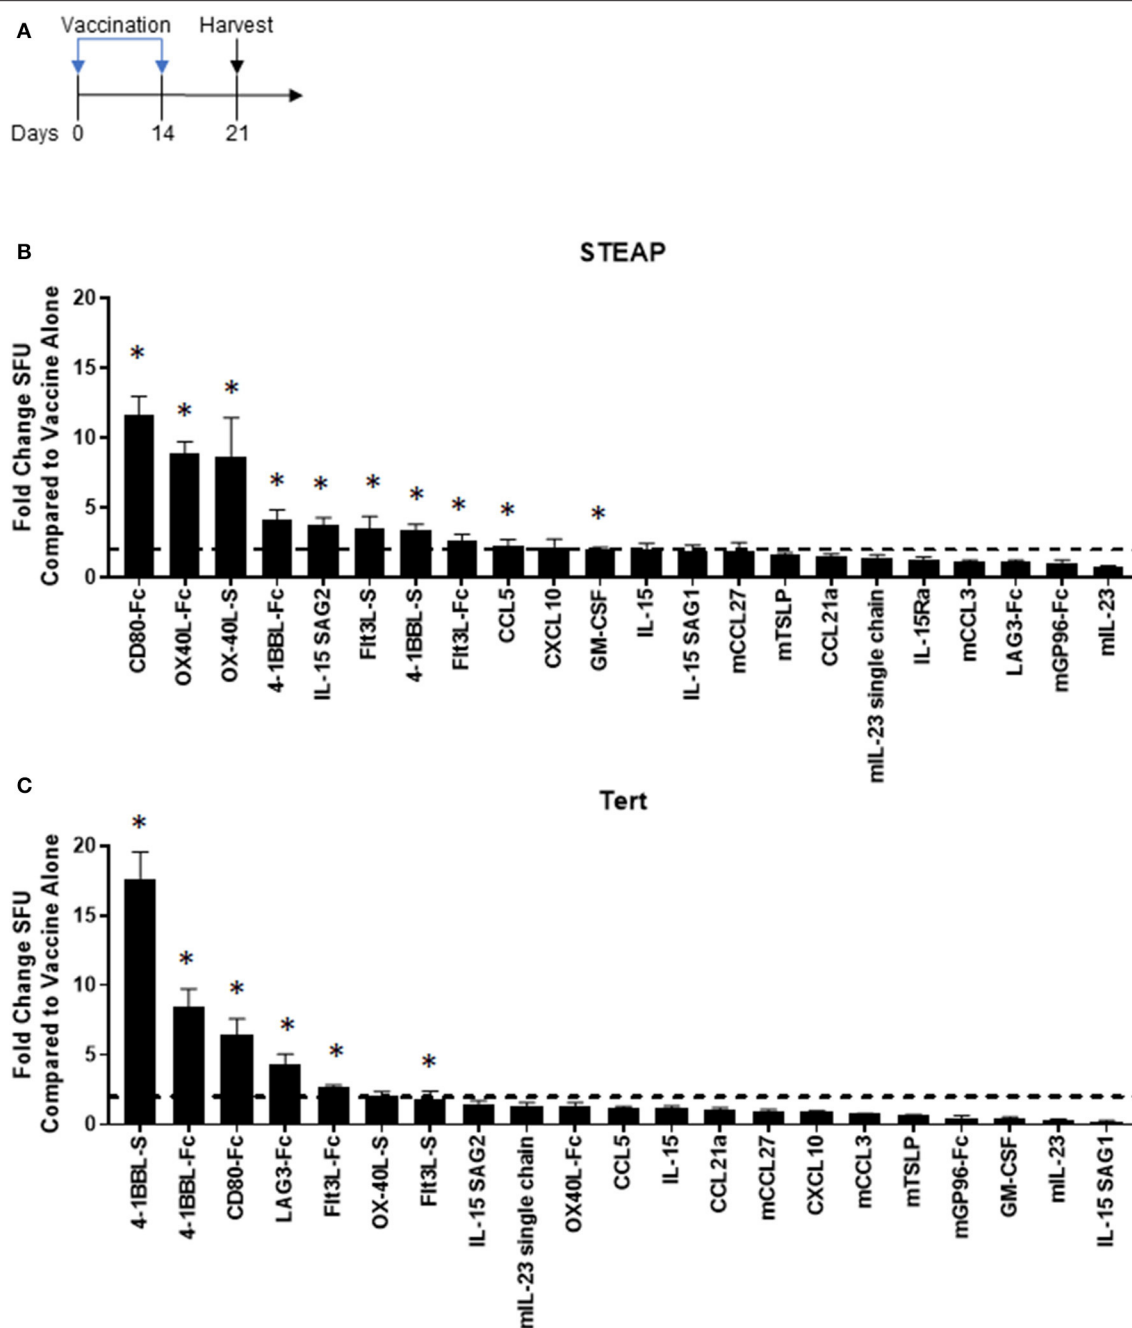 A
Vaccination Harvest
Days 0 14 21
B
STEAP
Fold Change SFU
Compared to Vaccine Alone
20
15
10
5
0
*
*
*
*
*
*
*
*
*
*
CD80-Fc
OX40L-Fc
OX-40L-S
4-1BBL-Fc
IL-15 SAG2
Flt3L-S
4-1BBL-S
Flt3L-Fc
CCL5
CXCL10
GM-CSF
IL-15
IL-15 SAG1
mCCL27
mTSLP
CCL21a
mIL-23 single chain
IL-15Ra
mCCL3
LAG3-Fc
mGP96-Fc
mIL-23
C
Tert
Fold Change SFU
Compared to Vaccine Alone
20
15
10
5
0
*
*
*
*
*
*
4-1BBL-S
4-1BBL-Fc
CD80-Fc
LAG3-Fc
Flt3L-Fc
OX-40L-S
Flt3L-S
IL-15 SAG2
mIL-23 single chain
OX40L-Fc
CCL5
IL-15
CCL21a
mCCL27
CXCL10
mCCL3
mTSLP
mGP96-Fc
GM-CSF
mIL-23
IL-15 SAG1